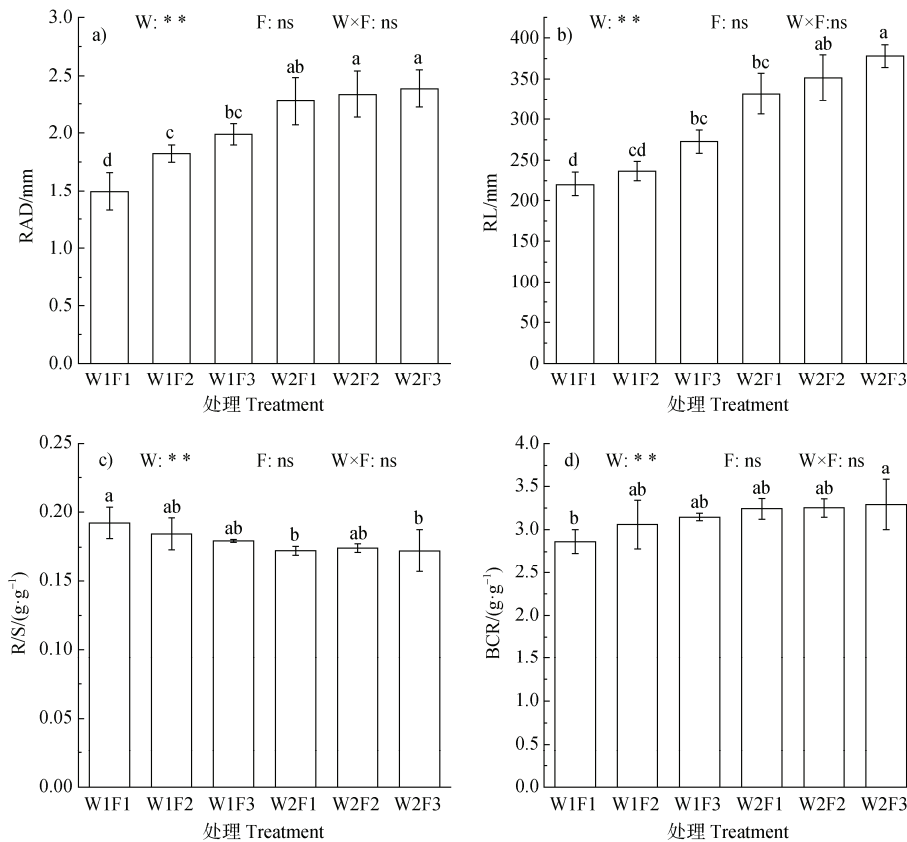 a) W: ** F: ns W×F: ns
3.0
2.5
2.0
1.5
1.0
0.5
0.0
RAD/mm
d c bc ab a a
W1F1 W1F2 W1F3 W2F1 W2F2 W2F3
处理 Treatment
b) W: ** F: ns W×F:ns
400
350
300
250
200
150
100
50
0
RL/mm
d cd bc bc ab a
W1F1 W1F2 W1F3 W2F1 W2F2 W2F3
处理 Treatment
c) W: ** F: ns W×F: ns
0.25
0.20
0.15
0.10
0.05
0.00
R/S/(g·g⁻¹)
a ab ab b ab b
W1F1 W1F2 W1F3 W2F1 W2F2 W2F3
处理 Treatment
d) W: ** F: ns W×F: ns
4.0
3.5
3.0
2.5
2.0
1.5
1.0
0.5
0.0
BCR/(g·g⁻¹)
b ab ab ab ab a
W1F1 W1F2 W1F3 W2F1 W2F2 W2F3
处理 Treatment